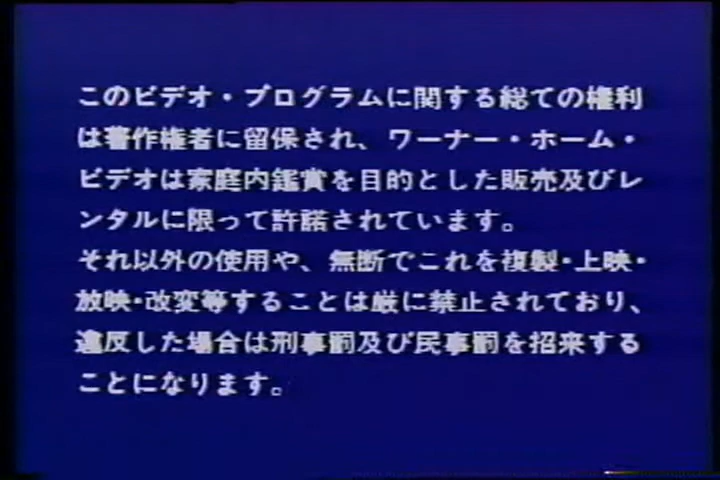 このビデオ・プログラムに関する総ての権利
は著作権者に留保され、ワーナー・ホーム・
ビデオは家庭内鑑賞を目的とした販売及びレ
ンタルに限って許諾されています。
それ以外の使用や、無断でこれを複製・上映・
放映・改変等することは厳に禁止されており、
違反した場合は刑事罰及び民事罰を招来する
ことになります。